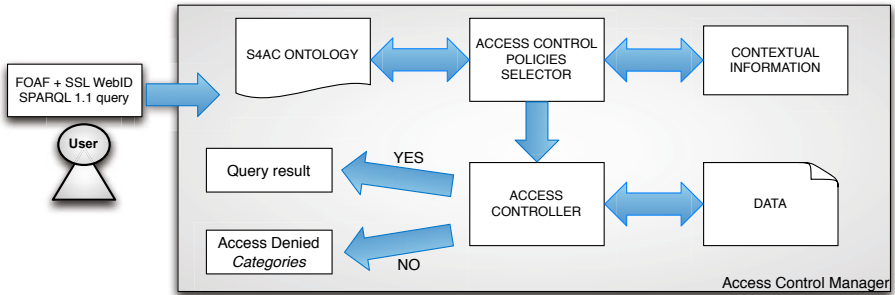 FOAF + SSL WebID
SPARQL 1.1 query
User
S4AC ONTOLOGY
ACCESS CONTROL
POLICIES
SELECTOR
CONTEXTUAL
INFORMATION
YES
Query result
ACCESS
CONTROLLER
DATA
Access Denied
Categories
NO
Access Control Manager